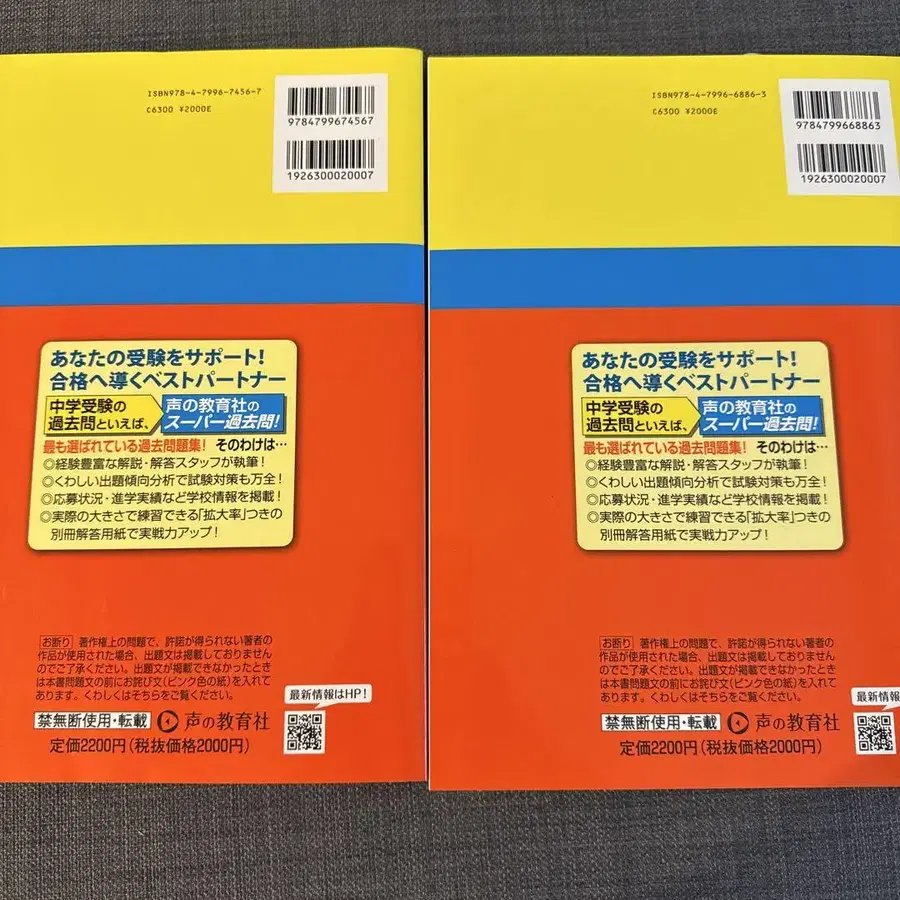 ISBN978-4-7996-7456-7
C6300 ¥2000E
9784799674567
1926300020007
あなたの受験をサポート!
合格へ導くベストパートナー
中学受験の
過去問といえば、
声の教育社の
スーパー過去問!
最も選ばれている過去問題集! そのわけは…
◎経験豊富な解説・解答スタッフが執筆!
◎くわしい出題傾向分析で試験対策も万全!
◎応募状況・進学実績など学校情報を掲載!
◎実際の大きさで練習できる「拡大率」つきの
別冊解答用紙で実戦力アップ!
お断り 著作権上の問題で、許諾が得られない著者の
作品が使用された場合、出題文は掲載しておりません
のでご了承ください。出題文が掲載できなかったとき
は本書問題文の前にお詫び文(ピンク色の紙)を入れて
あります。くわしくはそちらをご覧ください。
最新情報はHP!
禁無断使用・転載 声の教育社
定価2200円(税抜価格2000円)
ISBN978-4-7996-6886-3
C6300 ¥2000E
9784799668863
1926300020007
あなたの受験をサポート!
合格へ導くベストパートナー
中学受験の
過去問といえば、
声の教育社の
スーパー過去問!
最も選ばれている過去問題集! そのわけは…
◎経験豊富な解説・解答スタッフが執筆!
◎くわしい出題傾向分析で試験対策も万全!
◎応募状況・進学実績など学校情報を掲載!
◎実際の大きさで練習できる「拡大率」つきの
別冊解答用紙で実戦力アップ!
お断り 著作権上の問題で、許諾が得られない著者の
作品が使用された場合、出題文は掲載しておりません
のでご了承ください。出題文が掲載できなかったとき
は本書問題文の前にお詫び文(ピンク色の紙)を入れて
あります。くわしくはそちらをご覧ください。
最新情報
禁無断使用・転載 声の教育社
定価2200円(税抜価格2000円)